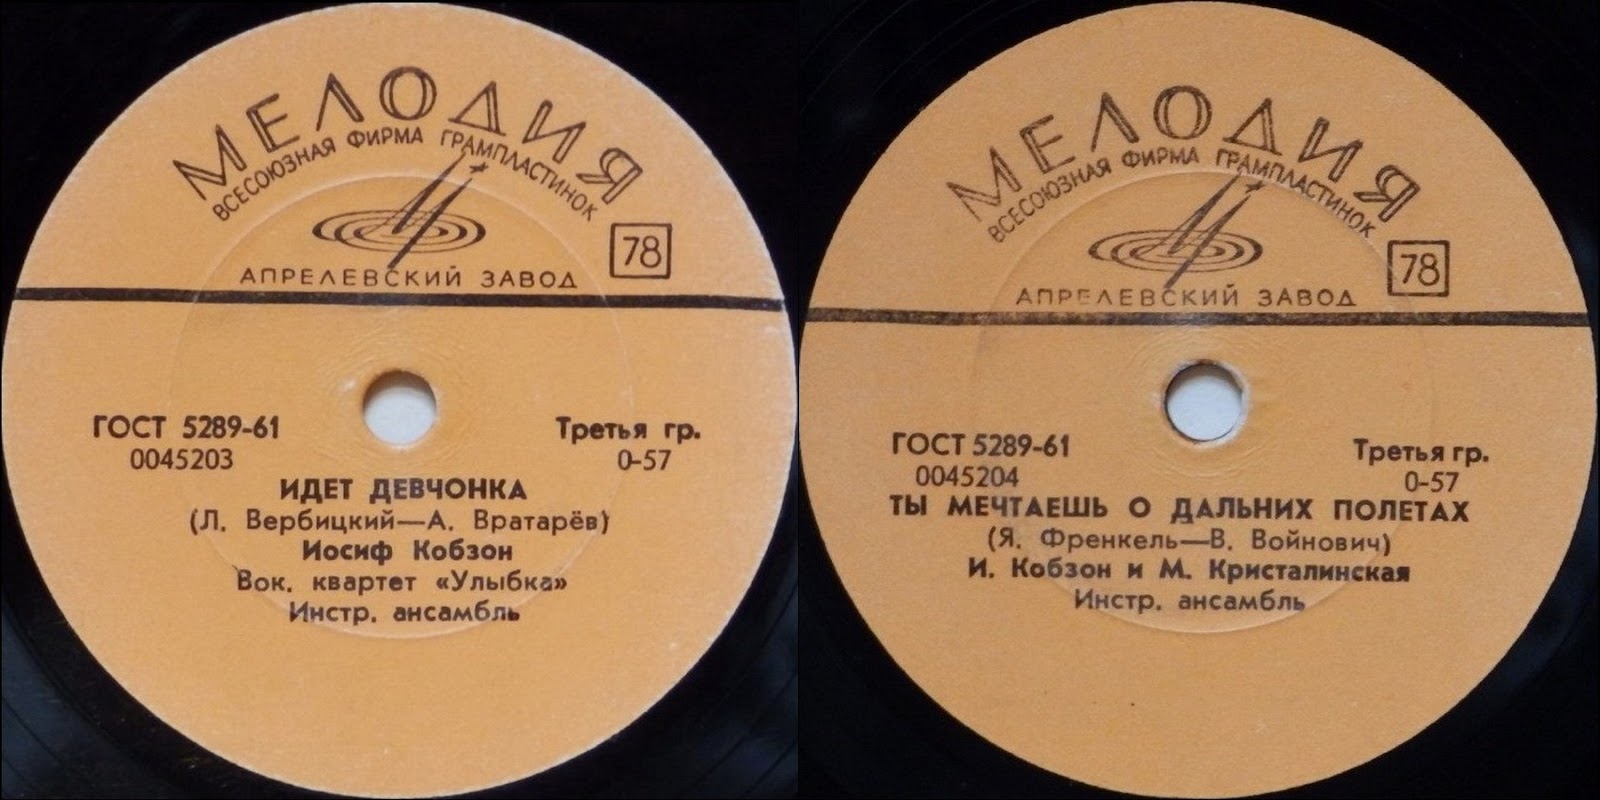 МЕЛОДИЯ
ВСЕСОЮЗНАЯ ФИРМА ГРАМПЛАСТИНОК
78
АПРЕЛЕВСКИЙ ЗАВОД
ГОСТ 5289-61
Третья гр.
0045203
0-57
ИДЕТ ДЕВЧОНКА
(Л. Вербицкий—А. Вратарёв)
Иосиф Кобзон
Вок. квартет «Улыбка»
Инстр. ансамбль
МЕЛОДИЯ
ВСЕСОЮЗНАЯ ФИРМА ГРАМПЛАСТИНОК
78
АПРЕЛЕВСКИЙ ЗАВОД
ГОСТ 5289-61
Третья гр.
0045204
0-57
ТЫ МЕЧТАЕШЬ О ДАЛЬНИХ ПОЛЕТАХ
(Я. Френкель—В. Войнович)
И. Кобзон и М. Кристалинская
Инстр. ансамбль